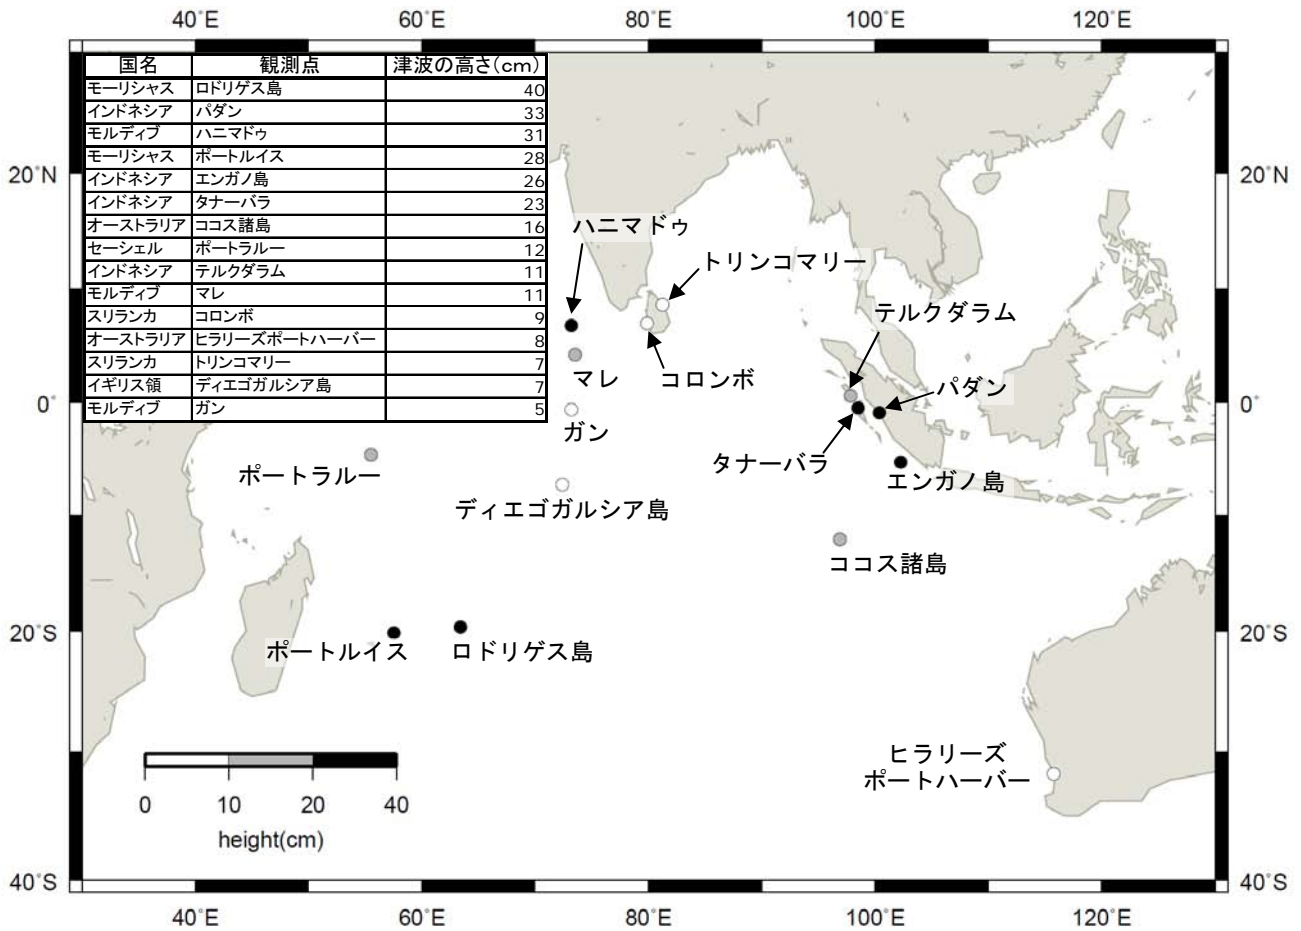 40°E 60°E 80°E 100°E 120°E
国名 観測点 津波の高さ(cm)
モーリシャス ロドリゲス島 40
インドネシア パダン 33
モルディブ ハニマドゥ 31
モーリシャス ポートルイス 28
インドネシア エンガノ島 26
インドネシア タナーバラ 23
オーストラリア ココス諸島 16
セーシェル ポートラルー 12
インドネシア テルクダラム 11
モルディブ マレ 11
スリランカ コロンボ 9
オーストラリア ヒラリーズポートハーバー 8
スリランカ トリンコマリー 7
イギリス領 ディエゴガルシア島 7
モルディブ ガン 5
20°N 20°N
ハニマドゥ
トリンコマリー
テルクダラム
マレ コロンボ パダン
0° 0°
ガン
タナーバラ
ポートラルー
エンガノ島
ディエゴガルシア島
ココス諸島
20°S 20°S
ポートルイス ロドリゲス島
ヒラリーズ
ポートハーバー
0 10 20 40
height(cm)
40°S 40°S
40°E 60°E 80°E 100°E 120°E